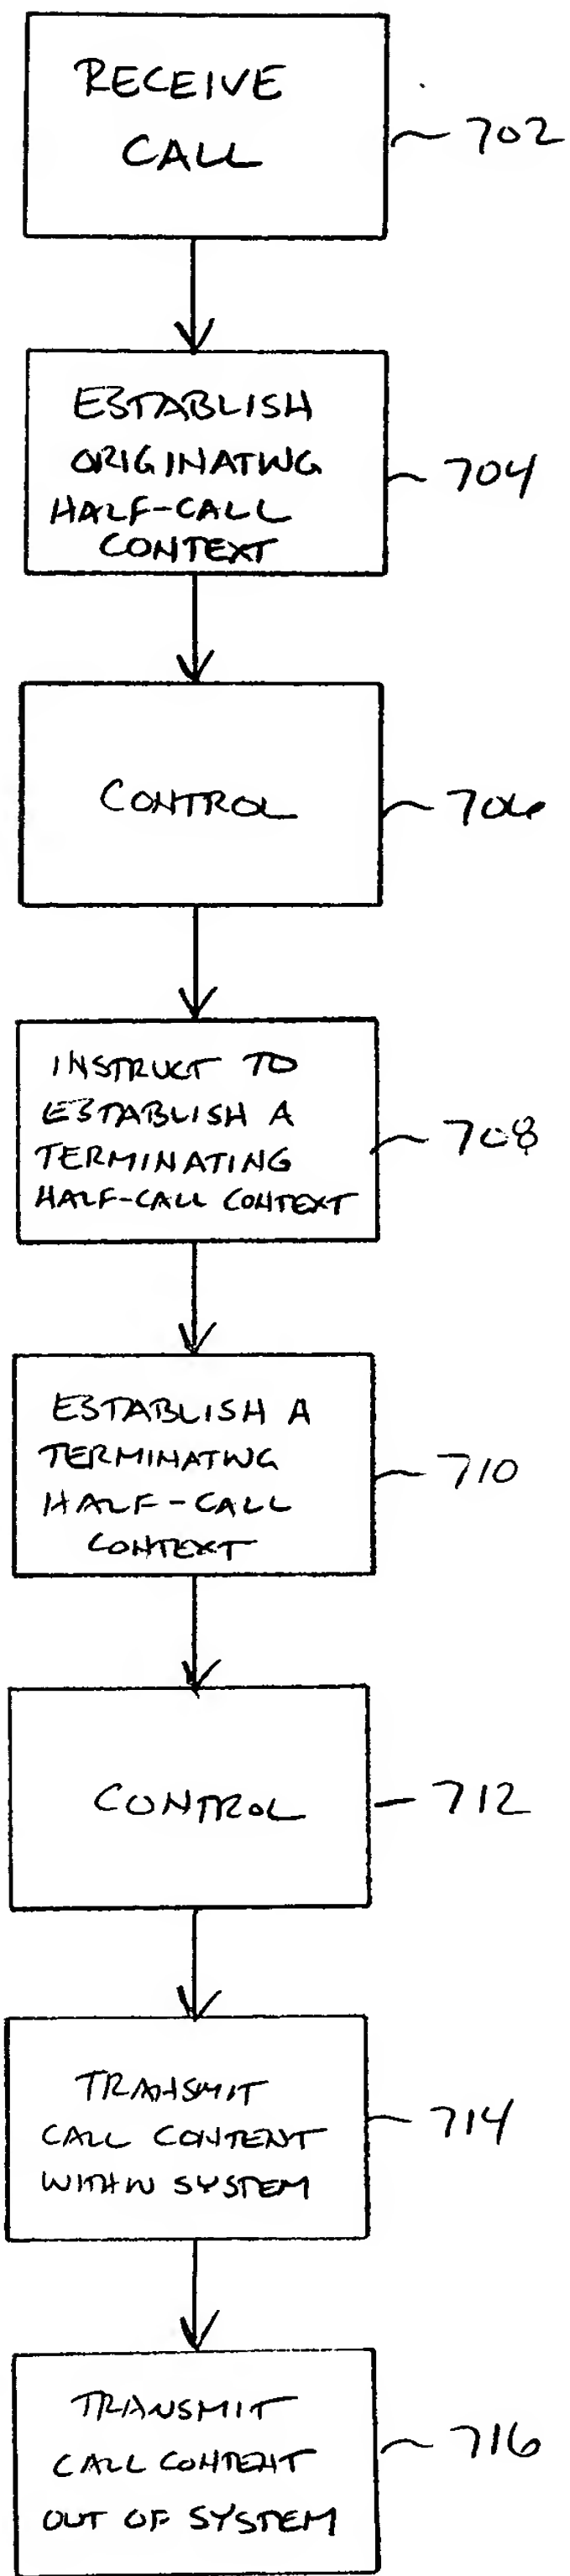 RECEIVE
CALL
702
ESTABLISH
ORIGINATING
HALF-CALL
CONTEXT
704
CONTROL
706
INSTRUCT TO
ESTABLISH A
TERMINATING
HALF-CALL CONTEXT
708
ESTABLISH A
TERMINATING
HALF-CALL
CONTEXT
710
CONTROL
712
TRANSMIT
CALL CONTENT
WITHIN SYSTEM
714
TRANSMIT
CALL CONTENT
OUT OF SYSTEM
716